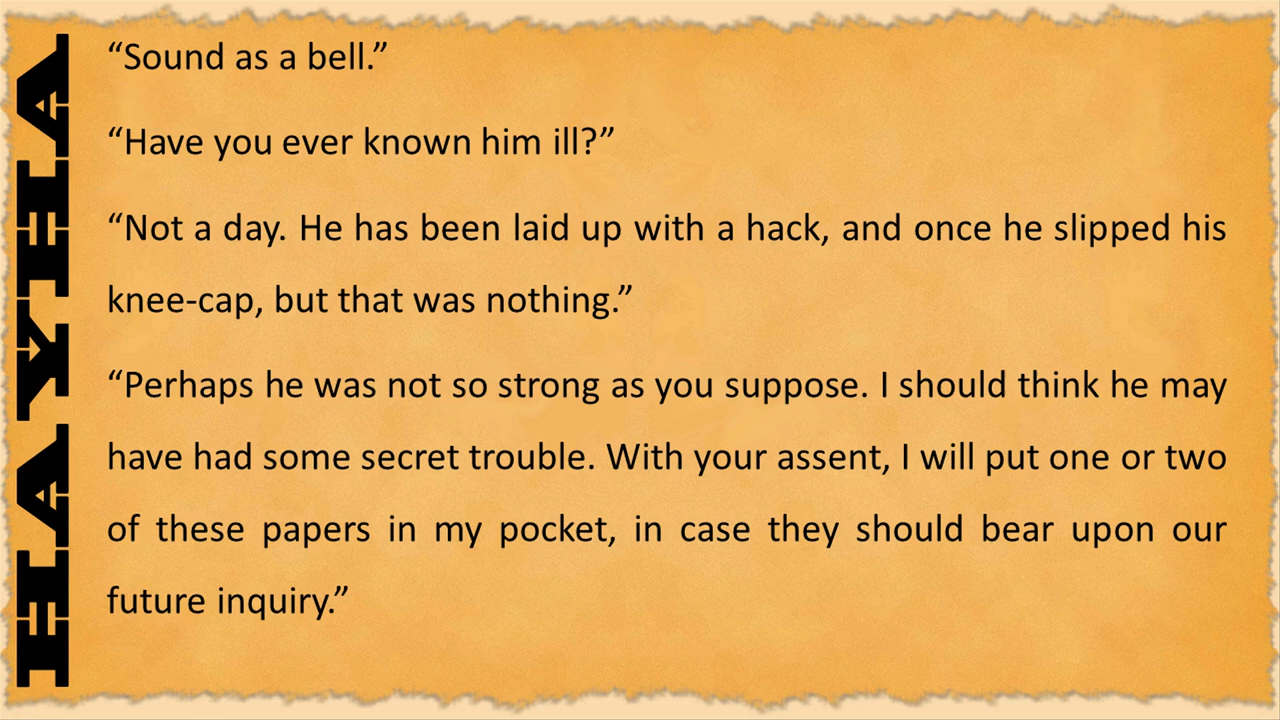 HAYHA
“Sound as a bell.”
“Have you ever known him ill?”
“Not a day. He has been laid up with a hack, and once he slipped his
knee-cap, but that was nothing.”
“Perhaps he was not so strong as you suppose. I should think he may
have had some secret trouble. With your assent, I will put one or two
of these papers in my pocket, in case they should bear upon our
future inquiry.”